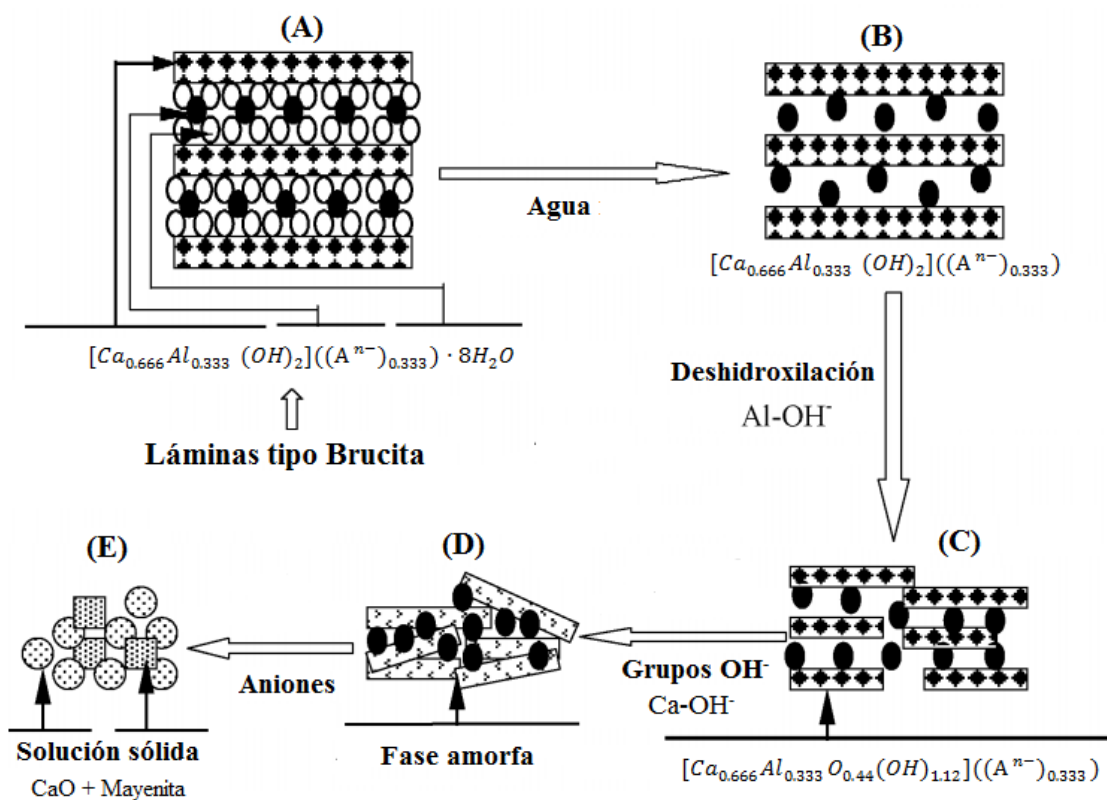 (A)
(B)
Agua
[Ca₀.₆₆₆Al₀.₃₃₃ (OH)₂]((Aⁿ⁻)₀.₃₃₃)
[Ca₀.₆₆₆Al₀.₃₃₃ (OH)₂]((Aⁿ⁻)₀.₃₃₃) · 8H₂O
Láminas tipo Brucita
Deshidroxilación
Al-OH⁻
(E)
(D)
(C)
Aniones
Grupos OH⁻
Ca-OH⁻
Solución sólida
CaO + Mayenita
Fase amorfa
[Ca₀.₆₆₆Al₀.₃₃₃O₀.₄₄(OH)₁.₁₂]((Aⁿ⁻)₀.₃₃₃)